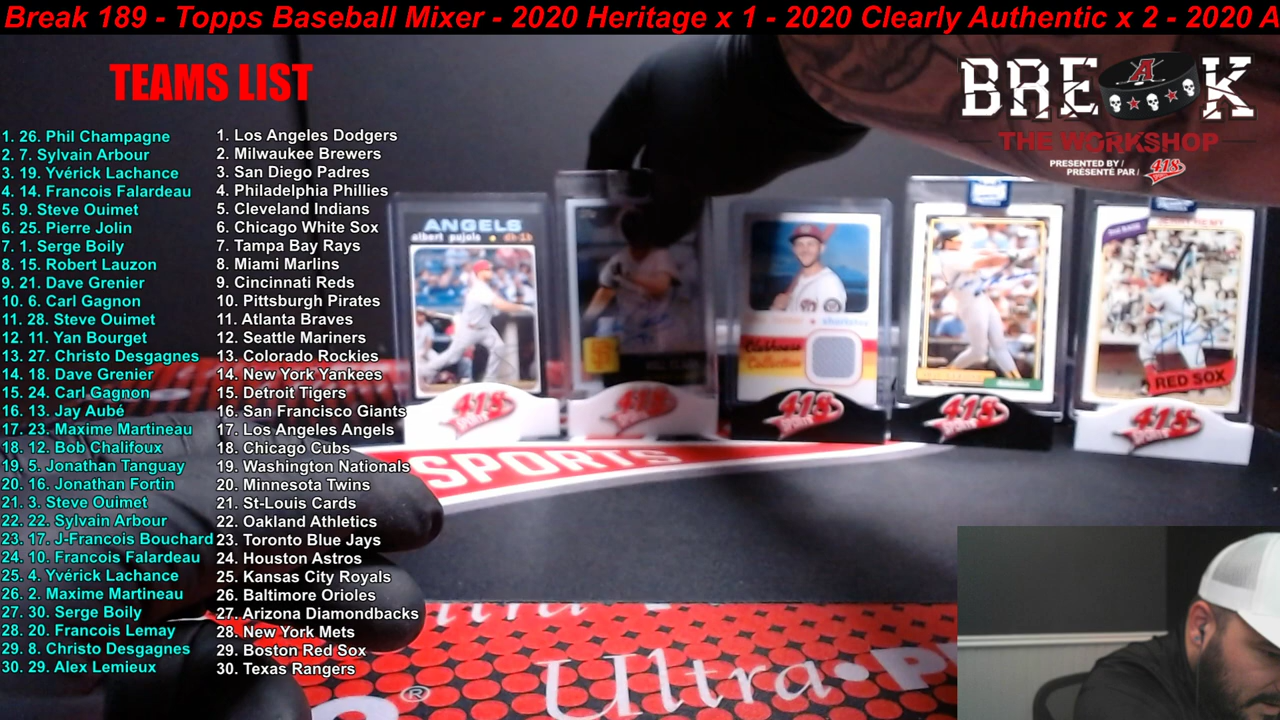 Break 189 - Topps Baseball Mixer - 2020 Heritage x 1 - 2020 Clearly Authentic x 2 - 2020 A
TEAMS LIST
1. 26. Phil Champagne
2. 7. Sylvain Arbour
3. 19. Yvérick Lachance
4. 14. Francois Falardeau
5. 9. Steve Ouimet
6. 25. Pierre Jolin
7. 1. Serge Boily
8. 15. Robert Lauzon
9. 21. Dave Grenier
10. 6. Carl Gagnon
11. 28. Steve Ouimet
12. 11. Yan Bourget
13. 27. Christo Desgagnes
14. 18. Dave Grenier
15. 24. Carl Gagnon
16. 13. Jay Aubé
17. 23. Maxime Martineau
18. 12. Bob Chalifoux
19. 5. Jonathan Tanguay
20. 16. Jonathan Fortin
21. 3. Steve Ouimet
22. 22. Sylvain Arbour
23. 17. J-Francois Bouchard
24. 10. Francois Falardeau
25. 4. Yvérick Lachance
26. 2. Maxime Martineau
27. 30. Serge Boily
28. 20. Francois Lemay
29. 8. Christo Desgagnes
30. 29. Alex Lemieux
1. Los Angeles Dodgers
2. Milwaukee Brewers
3. San Diego Padres
4. Philadelphia Phillies
5. Cleveland Indians
6. Chicago White Sox
7. Tampa Bay Rays
8. Miami Marlins
9. Cincinnati Reds
10. Pittsburgh Pirates
11. Atlanta Braves
12. Seattle Mariners
13. Colorado Rockies
14. New York Yankees
15. Detroit Tigers
16. San Francisco Giants
17. Los Angeles Angels
18. Chicago Cubs
19. Washington Nationals
20. Minnesota Twins
21. St-Louis Cards
22. Oakland Athletics
23. Toronto Blue Jays
24. Houston Astros
25. Kansas City Royals
26. Baltimore Orioles
27. Arizona Diamondbacks
28. New York Mets
29. Boston Red Sox
30. Texas Rangers
BRE A K
THE WORKSHOP
PRESENTED BY /
PRÉSENTÉ PAR /
418
ANGELS
albert pujols • dh-1b
Clubhouse
Collection
RED SOX
418
418
418
418
418
SPORTS
Ultra•P
®